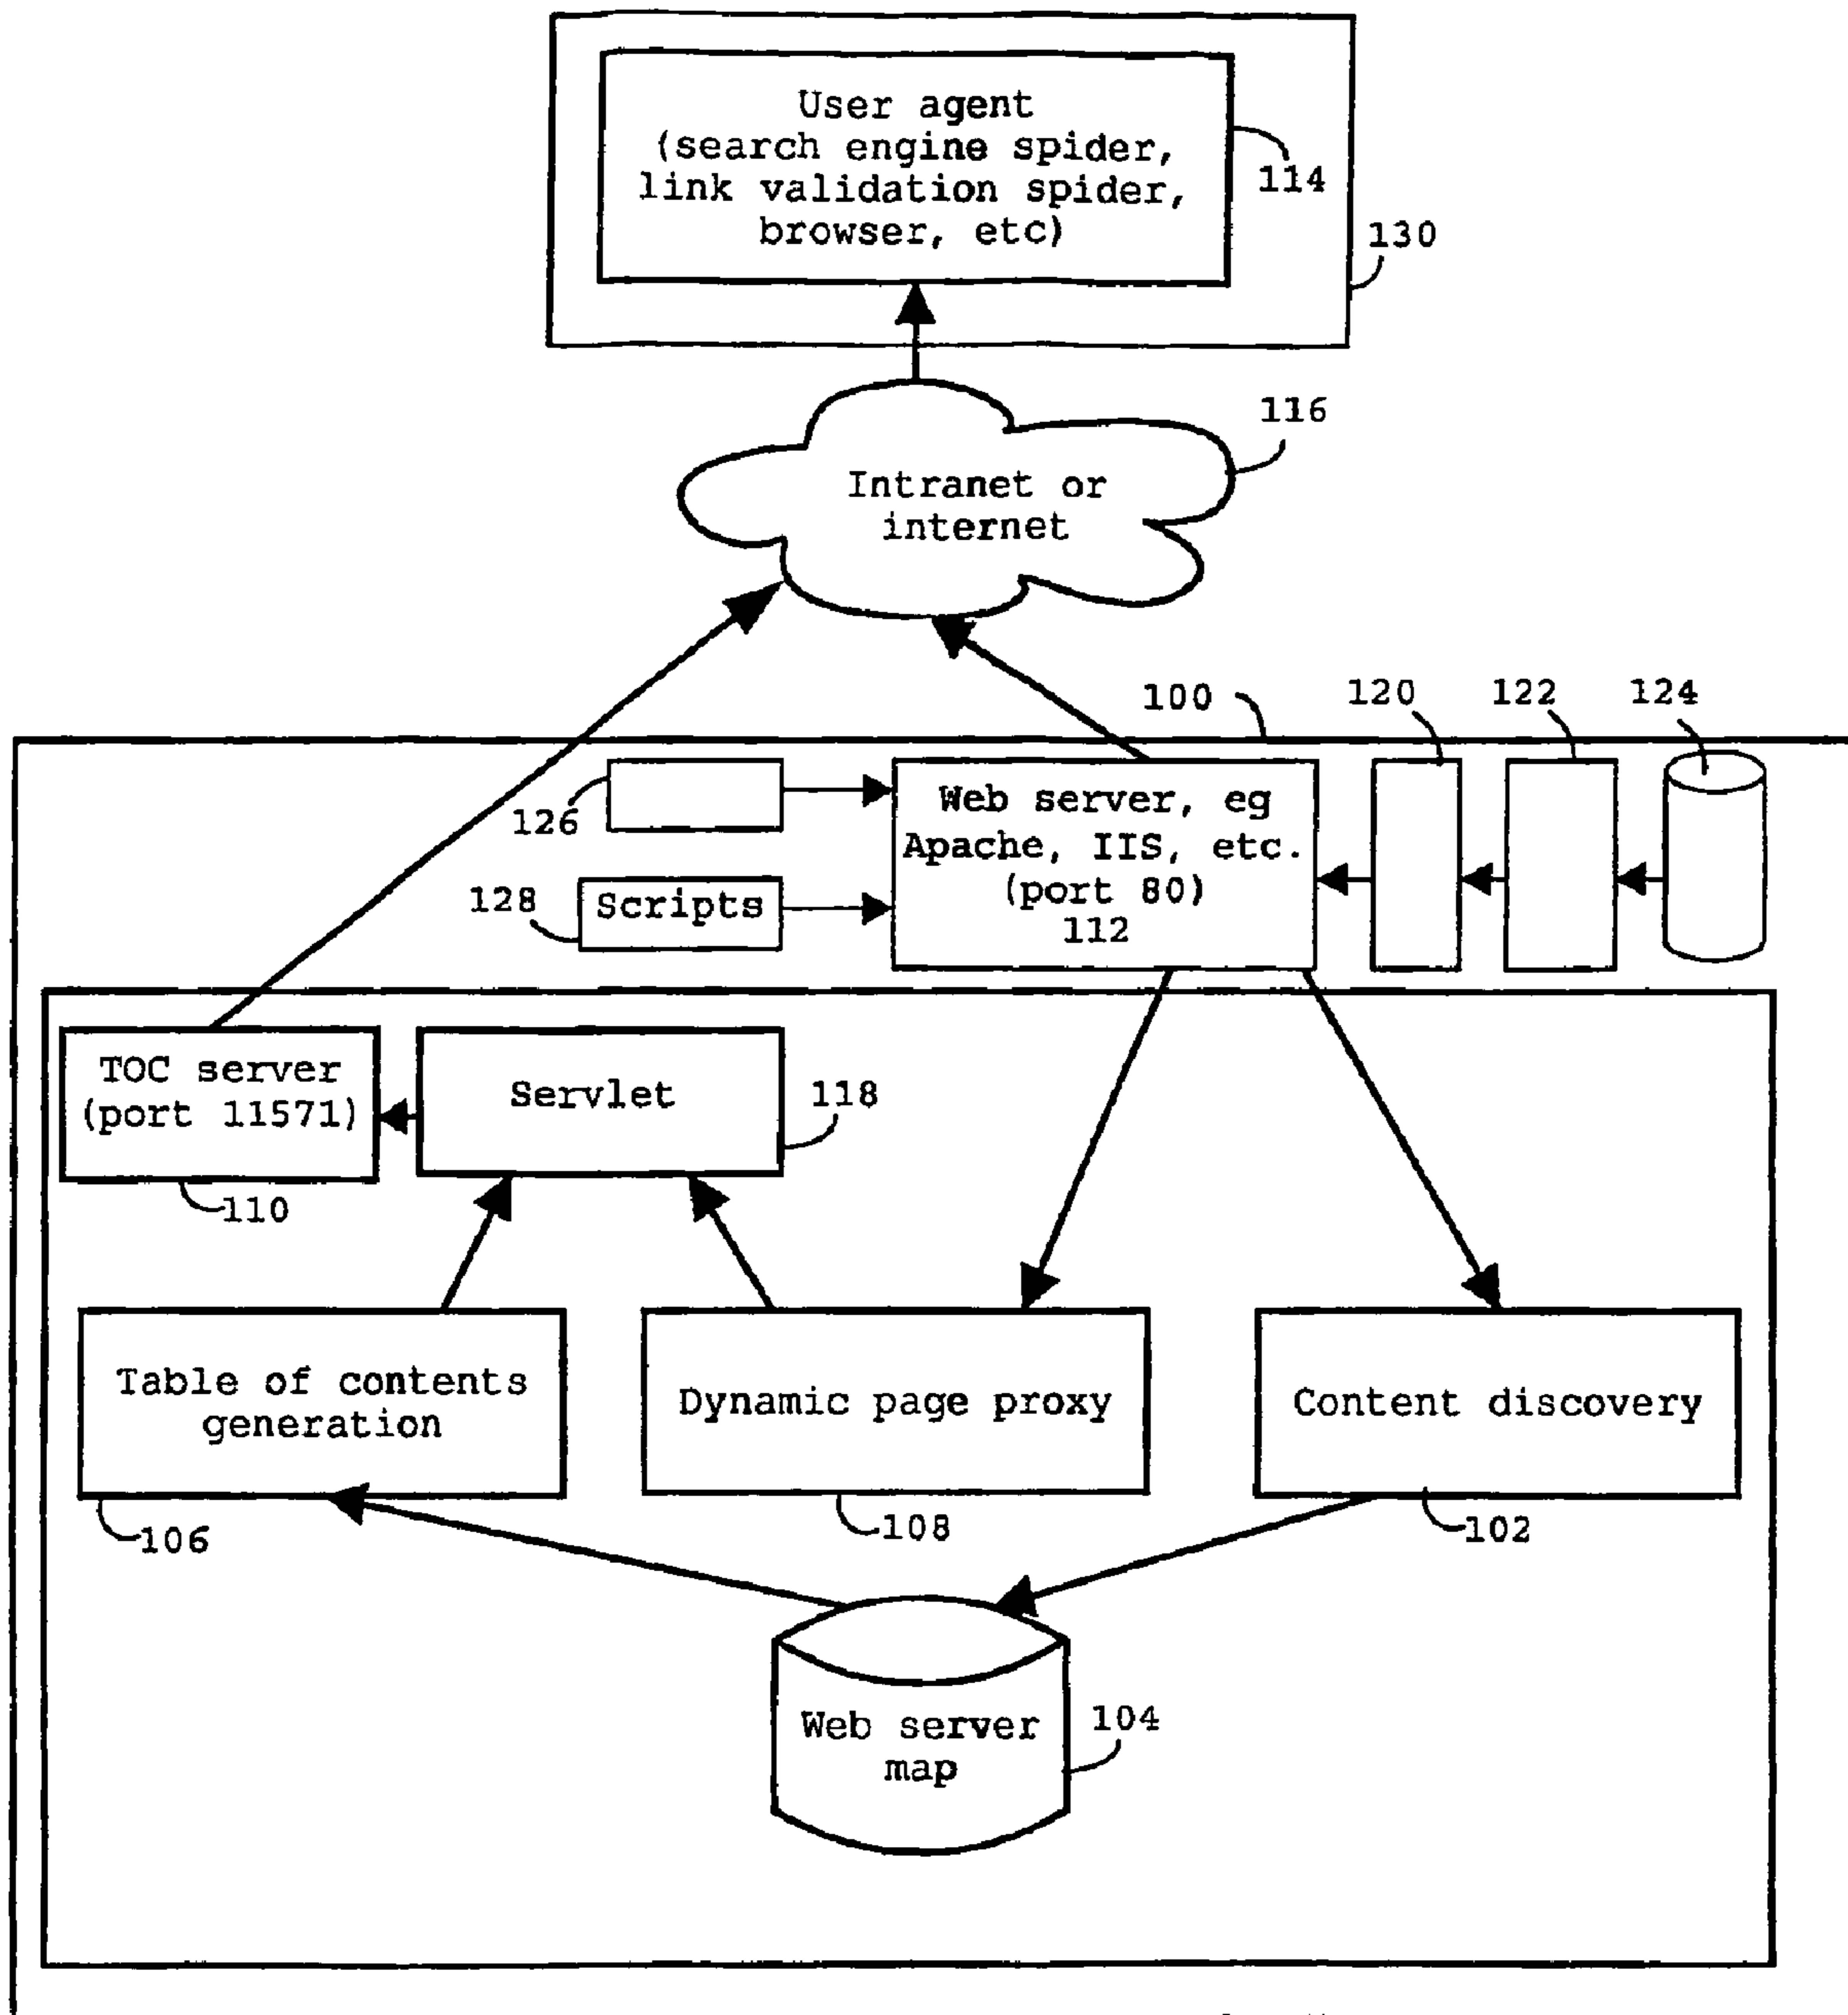 User agent
(search engine spider,
link validation spider,
browser, etc)
114
130
116
Intranet or
internet
100
120
122
124
126
Web server, eg
Apache, IIS, etc.
(port 80)
112
128
Scripts
TOC server
(port 11571)
Servlet
118
110
Table of contents
generation
Dynamic page proxy
Content discovery
106
108
102
Web server
map
104